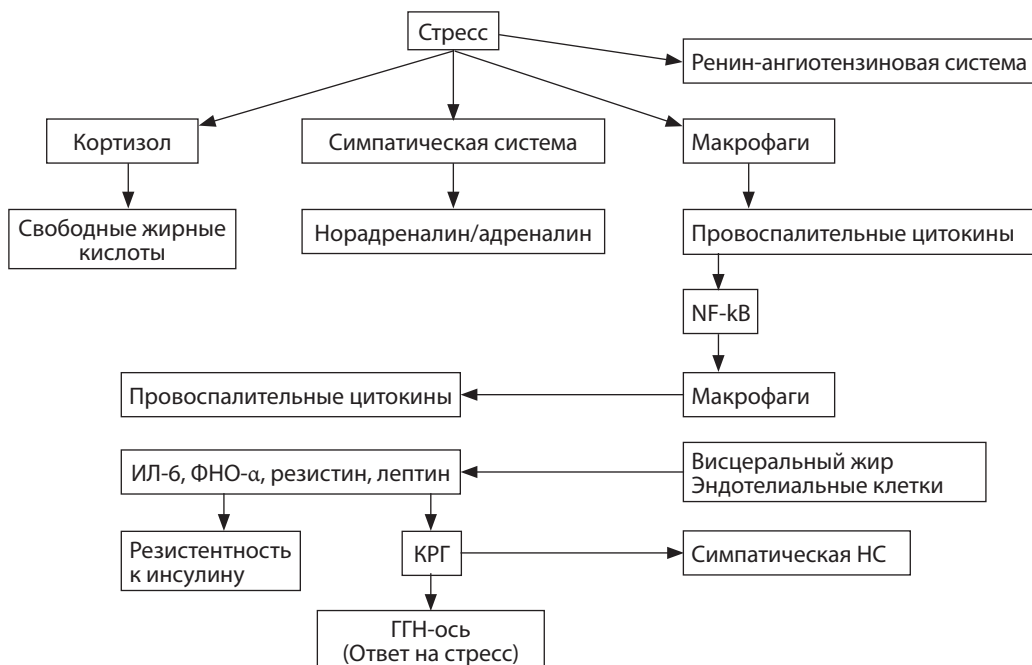 Стресс
Ренин-ангиотензиновая система
Кортизол
Симпатическая система
Макрофаги
Свободные жирные
кислоты
Норадреналин/адреналин
Провоспалительные цитокины
NF-kB
Провоспалительные цитокины
Макрофаги
ИЛ-6, ФНО-α, резистин, лептин
Висцеральный жир
Эндотелиальные клетки
Резистентность
к инсулину
КРГ
Симпатическая НС
ГГН-ось
(Ответ на стресс)